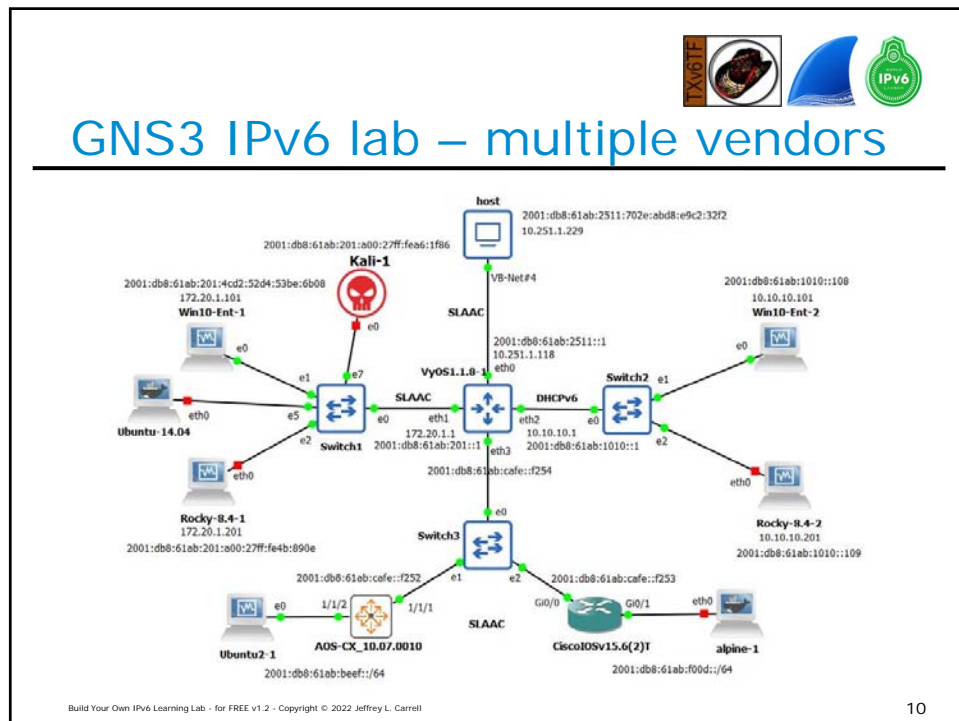 TXv6TF
WORLD
IPv6
LAUNCH
GNS3 IPv6 lab – multiple vendors
host
2001:db8:61ab:2511:702e:abd8:e9c2:32f2
10.251.1.229
2001:db8:61ab:201:a00:27ff:fea6:1f86
Kali-1
VB-Net#4
2001:db8:61ab:201:4cd2:52d4:53be:6b08
172.20.1.101
Win10-Ent-1
2001:db8:61ab:1010::108
10.10.10.101
Win10-Ent-2
e0
SLAAC
e0
e0
2001:db8:61ab:2511::1
10.251.1.118
eth0
VyOS1.1.8-1
e1
e7
Switch2
e1
SLAAC
DHCPv6
eth0
e5
e0
eth1
eth2
e0
Ubuntu-14.04
e2
Switch1
172.20.1.1
2001:db8:61ab:201::1
10.10.10.1
2001:db8:61ab:1010::1
e2
eth3
2001:db8:61ab:cafe::f254
eth0
eth0
Rocky-8.4-1
172.20.1.201
2001:db8:61ab:201:a00:27ff:fe4b:890e
e0
Switch3
Rocky-8.4-2
10.10.10.201
2001:db8:61ab:1010::109
e1
e2
2001:db8:61ab:cafe::f252
2001:db8:61ab:cafe::f253
e0
1/1/2
1/1/1
Gi0/0
Gi0/1
eth0
Ubuntu2-1
AOS-CX_10.07.0010
SLAAC
CiscoIOSv15.6(2)T
alpine-1
2001:db8:61ab:beef::/64
2001:db8:61ab:f00d::/64
Build Your Own IPv6 Learning Lab - for FREE v1.2 - Copyright © 2022 Jeffrey L. Carrell
10